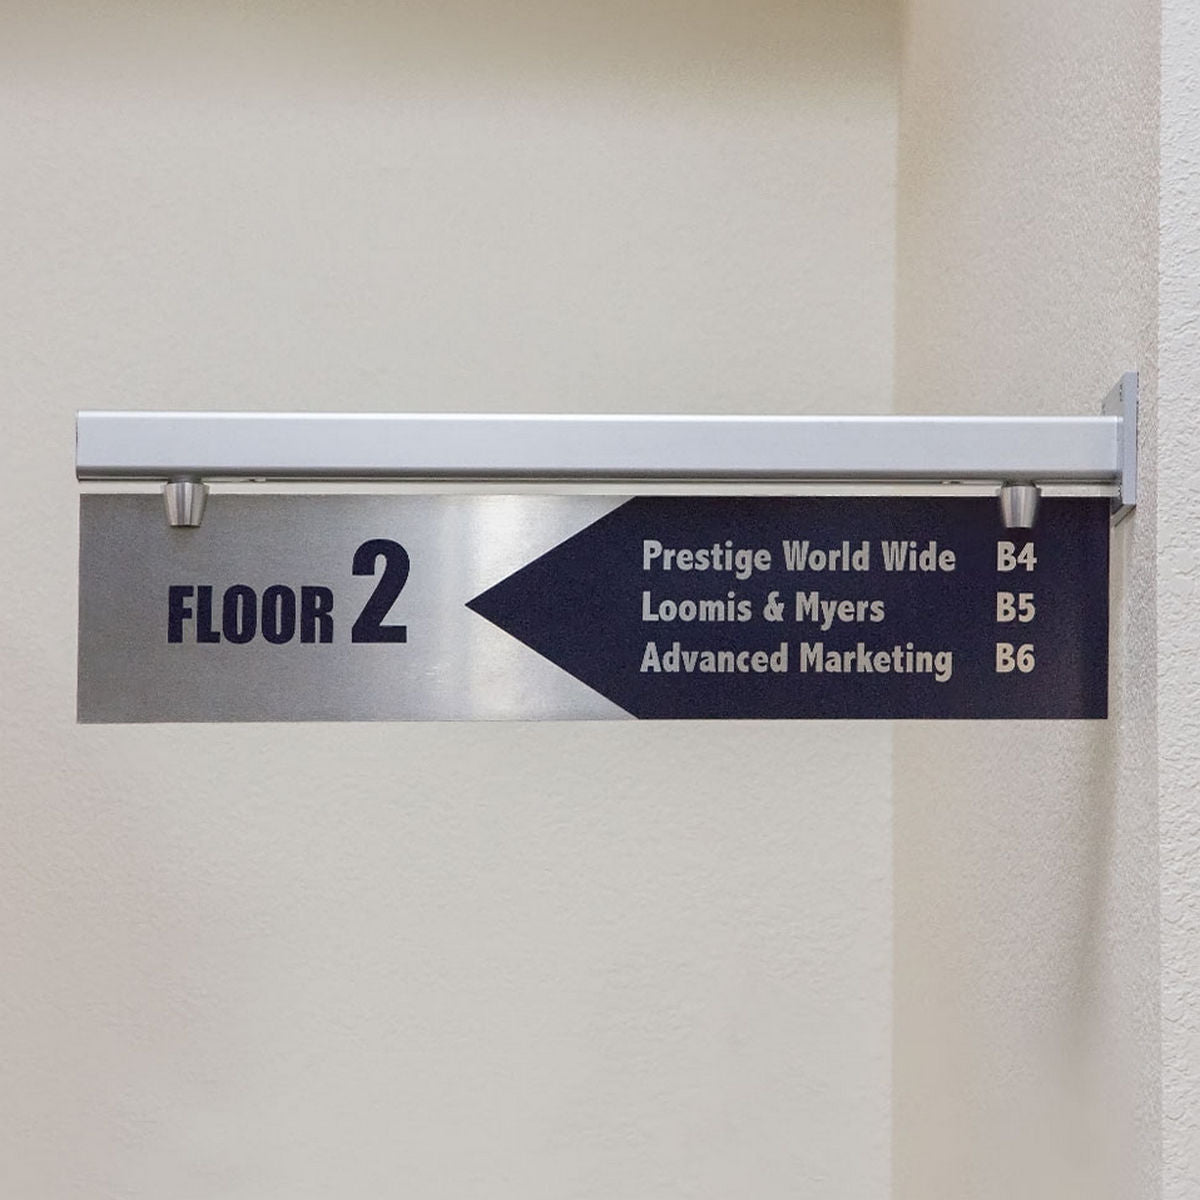 FLOOR 2
Prestige World Wide B4
Loomis & Myers B5
Advanced Marketing B6